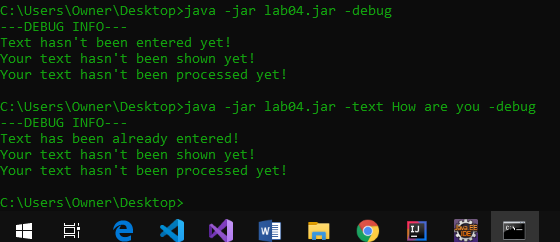 C:\Users\Owner\Desktop>java -jar lab04.jar -debug
---DEBUG INFO---
Text hasn't been entered yet!
Your text hasn't been shown yet!
Your text hasn't been processed yet!
C:\Users\Owner\Desktop>java -jar lab04.jar -text How are you -debug
---DEBUG INFO---
Text has been already entered!
Your text hasn't been shown yet!
Your text hasn't been processed yet!
C:\Users\Owner\Desktop>